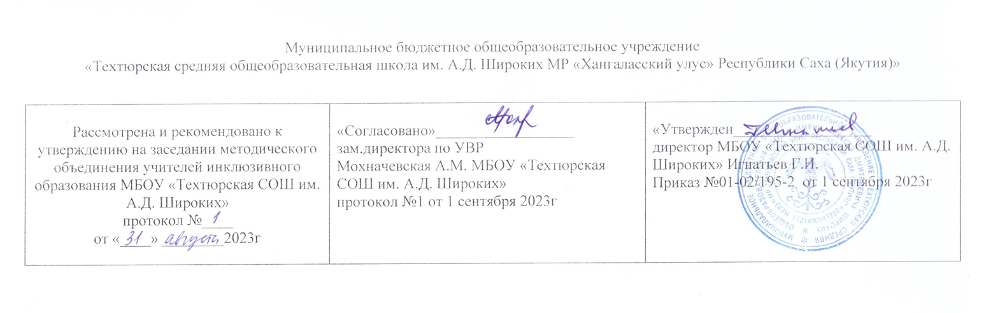 Муниципальное бюджетное общеобразовательное учреждение
«Техтюрская средняя общеобразовательная школа им. А.Д. Широких МР «Хангаласский улус» Республики Саха (Якутия)»
Рассмотрена и рекомендовано к
утверждению на заседании методического
объединения учителей инклюзивного
образования МБОУ «Техтюрская СОШ им.
А.Д. Широких»
протокол № 1
от « 31 » августа 2023г
«Согласовано»
зам.директора по УВР
Мохначевская А.М. МБОУ «Техтюрская
СОШ им. А.Д. Широких»
протокол №1 от 1 сентября 2023г
«Утвержден
директор МБОУ «Техтюрская СОШ им. А.Д.
Широких» Игнатьев Г.И.
Приказ №01-02/195-2 от 1 сентября 2023г